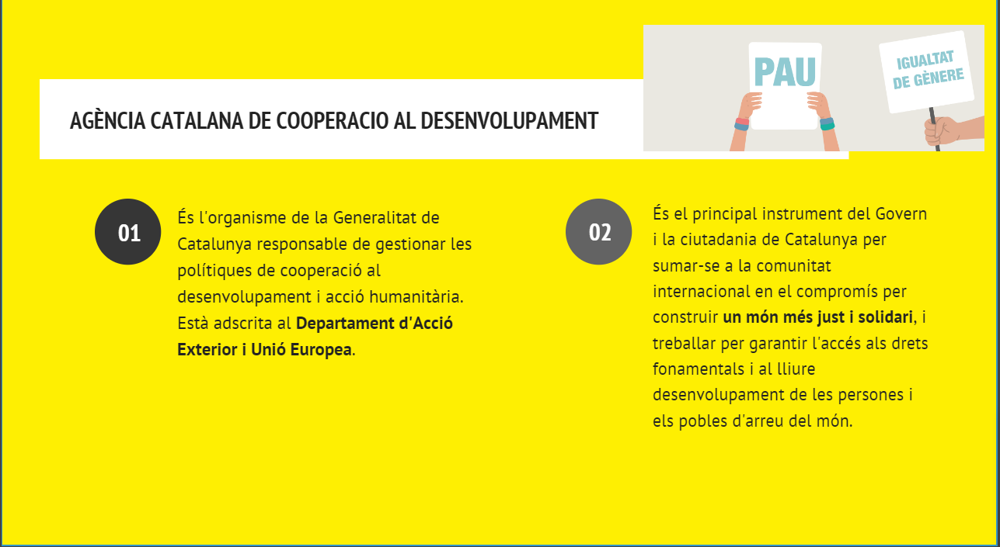 PAU
IGUALTAT
DE GÈNERE
AGÈNCIA CATALANA DE COOPERACIO AL DESENVOLUPAMENT
01
És l'organisme de la Generalitat de
Catalunya responsable de gestionar les
polítiques de cooperació al
desenvolupament i acció humanitària.
Està adscrita al Departament d'Acció
Exterior i Unió Europea.
02
És el principal instrument del Govern
i la ciutadania de Catalunya per
sumar-se a la comunitat
internacional en el compromís per
construir un món més just i solidari, i
treballar per garantir l'accés als drets
fonamentals i al lliure
desenvolupament de les persones i
els pobles d'arreu del món.